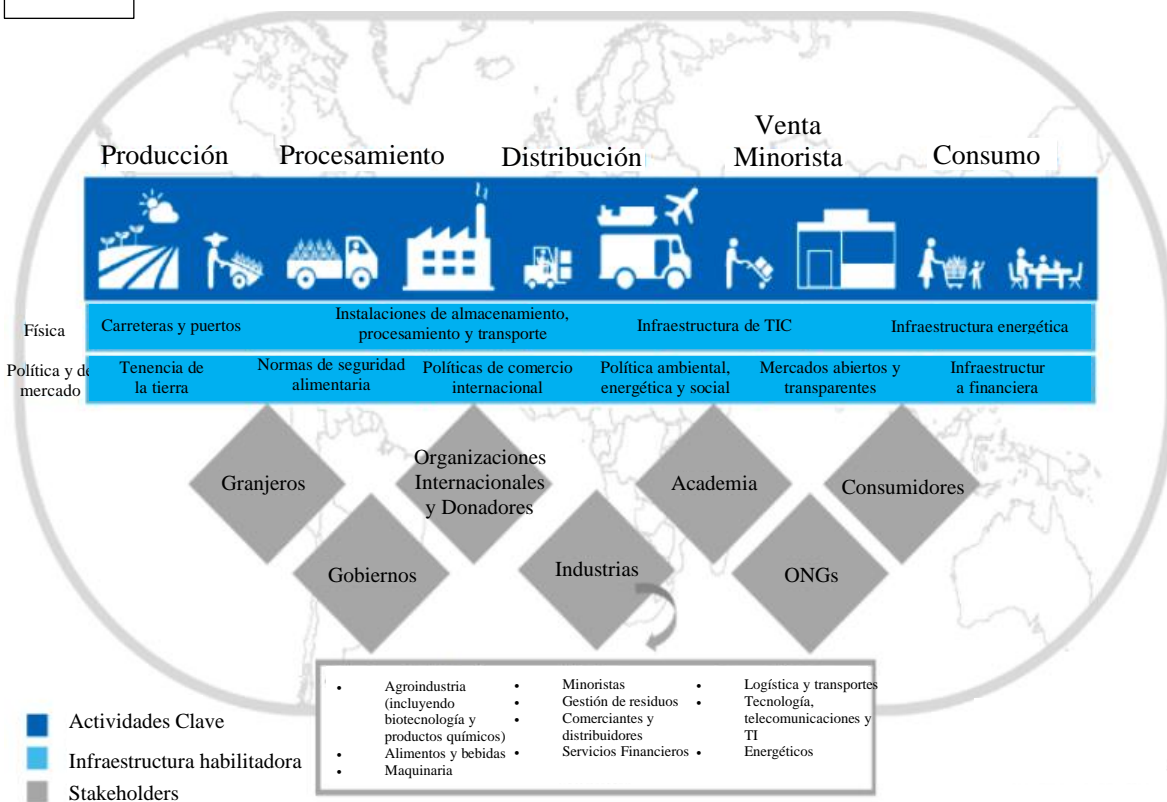 Producción
Procesamiento
Distribución
Venta
Minorista
Consumo
Física
Carreteras y puertos
Instalaciones de almacenamiento,
procesamiento y transporte
Infraestructura de TIC
Infraestructura energética
Política y de
mercado
Tenencia de
la tierra
Normas de seguridad
alimentaria
Políticas de comercio
internacional
Política ambiental,
energética y social
Mercados abiertos y
transparentes
Infraestructur
a financiera
Granjeros
Organizaciones
Internacionales
y Donadores
Academia
Consumidores
Gobiernos
Industrias
ONGs
• Agroindustria
(incluyendo
biotecnología y
productos químicos)
• Alimentos y bebidas
• Maquinaria
• Minoristas
• Gestión de residuos
• Comerciantes y
distribuidores
• Servicios Financieros
• Logística y transportes
• Tecnología,
telecomunicaciones y
TI
• Energéticos
Actividades Clave
Infraestructura habilitadora
Stakeholders